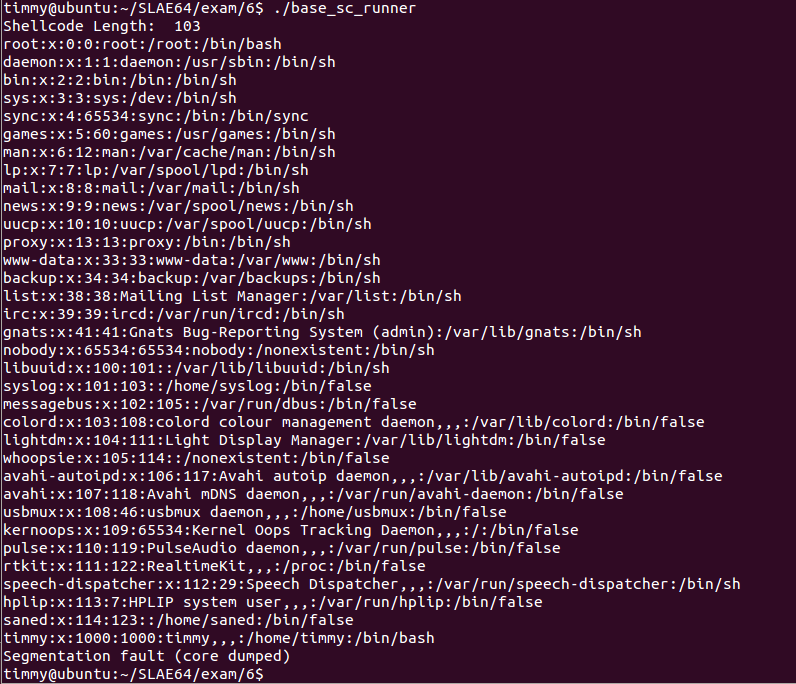 timmy@ubuntu:~/SLAE64/exam/6$ ./base_sc_runner
Shellcode Length:  103
root:x:0:0:root:/root:/bin/bash
daemon:x:1:1:daemon:/usr/sbin:/bin/sh
bin:x:2:2:bin:/bin:/bin/sh
sys:x:3:3:sys:/dev:/bin/sh
sync:x:4:65534:sync:/bin:/bin/sync
games:x:5:60:games:/usr/games:/bin/sh
man:x:6:12:man:/var/cache/man:/bin/sh
lp:x:7:7:lp:/var/spool/lpd:/bin/sh
mail:x:8:8:mail:/var/mail:/bin/sh
news:x:9:9:news:/var/spool/news:/bin/sh
uucp:x:10:10:uucp:/var/spool/uucp:/bin/sh
proxy:x:13:13:proxy:/bin:/bin/sh
www-data:x:33:33:www-data:/var/www:/bin/sh
backup:x:34:34:backup:/var/backups:/bin/sh
list:x:38:38:Mailing List Manager:/var/list:/bin/sh
irc:x:39:39:ircd:/var/run/ircd:/bin/sh
gnats:x:41:41:Gnats Bug-Reporting System (admin):/var/lib/gnats:/bin/sh
nobody:x:65534:65534:nobody:/nonexistent:/bin/sh
libuuid:x:100:101::/var/lib/libuuid:/bin/sh
syslog:x:101:103::/home/syslog:/bin/false
messagebus:x:102:105::/var/run/dbus:/bin/false
colord:x:103:108:colord colour management daemon,,,:/var/lib/colord:/bin/false
lightdm:x:104:111:Light Display Manager:/var/lib/lightdm:/bin/false
whoopsie:x:105:114::/nonexistent:/bin/false
avahi-autoipd:x:106:117:Avahi autoip daemon,,,:/var/lib/avahi-autoipd:/bin/false
avahi:x:107:118:Avahi mDNS daemon,,,:/var/run/avahi-daemon:/bin/false
usbmux:x:108:46:usbmux daemon,,,:/home/usbmux:/bin/false
kernoops:x:109:65534:Kernel Oops Tracking Daemon,,,:/:/bin/false
pulse:x:110:119:PulseAudio daemon,,,:/var/run/pulse:/bin/false
rtkit:x:111:122:RealtimeKit,,,:/proc:/bin/false
speech-dispatcher:x:112:29:Speech Dispatcher,,,:/var/run/speech-dispatcher:/bin/sh
hplip:x:113:7:HPLIP system user,,,:/var/run/hplip:/bin/false
saned:x:114:123::/home/saned:/bin/false
timmy:x:1000:1000:timmy,,,:/home/timmy:/bin/bash
Segmentation fault (core dumped)
timmy@ubuntu:~/SLAE64/exam/6$